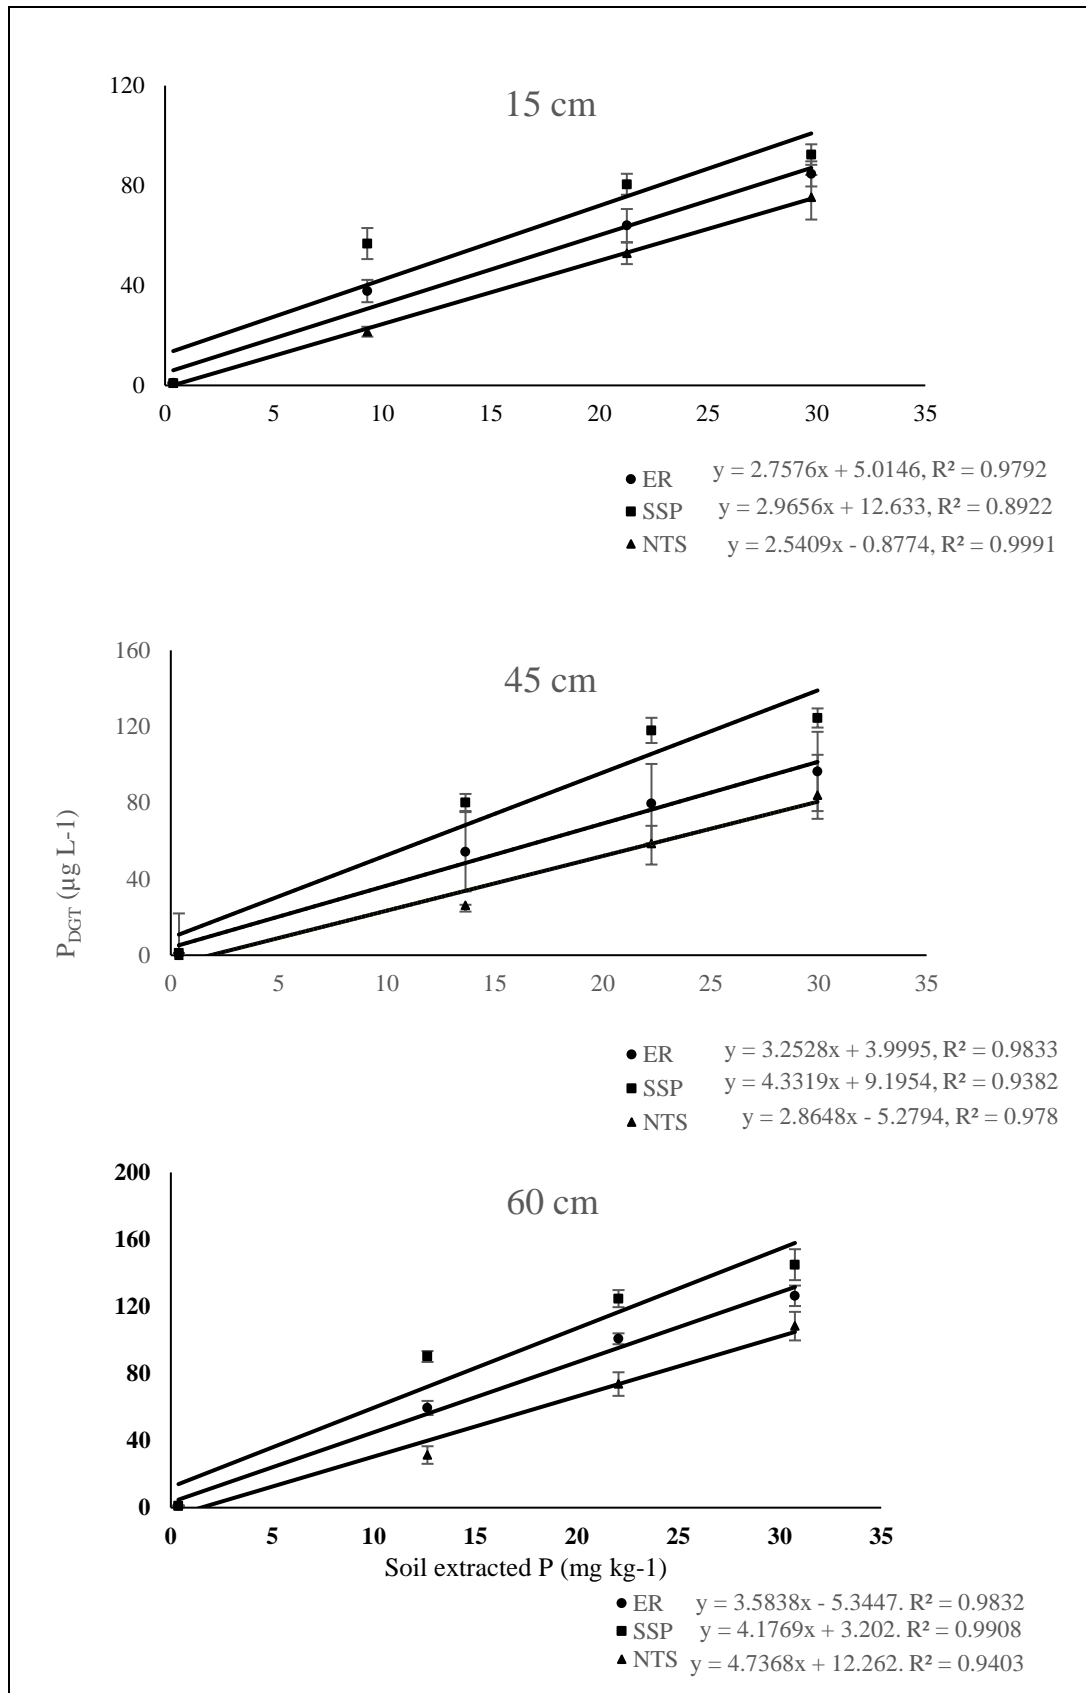 15 cm
120
80
40
0
0 5 10 15 20 25 30 35
ER y = 2.7576x + 5.0146, R² = 0.9792
SSP y = 2.9656x + 12.633, R² = 0.8922
NTS y = 2.5409x - 0.8774, R² = 0.9991
45 cm
160
120
80
40
0
0 5 10 15 20 25 30 35
P_DGT (µg L-1)
ER y = 3.2528x + 3.9995, R² = 0.9833
SSP y = 4.3319x + 9.1954, R² = 0.9382
NTS y = 2.8648x - 5.2794, R² = 0.978
60 cm
200
160
120
80
40
0
0 5 10 15 20 25 30 35
Soil extracted P (mg kg-1)
ER y = 3.5838x - 5.3447. R² = 0.9832
SSP y = 4.1769x + 3.202. R² = 0.9908
NTS y = 4.7368x + 12.262. R² = 0.9403